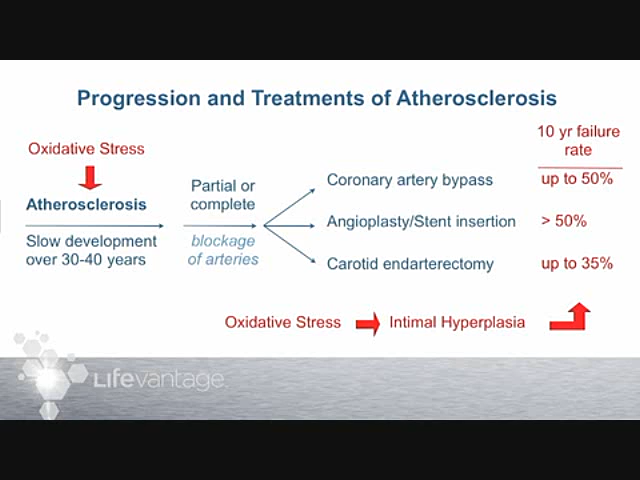 Progression and Treatments of Atherosclerosis
10 yr failure
rate
Oxidative Stress
Atherosclerosis
Slow development
over 30-40 years
Partial or
complete
blockage
of arteries
Coronary artery bypass up to 50%
Angioplasty/Stent insertion > 50%
Carotid endarterectomy up to 35%
Oxidative Stress Intimal Hyperplasia
Lifevantage